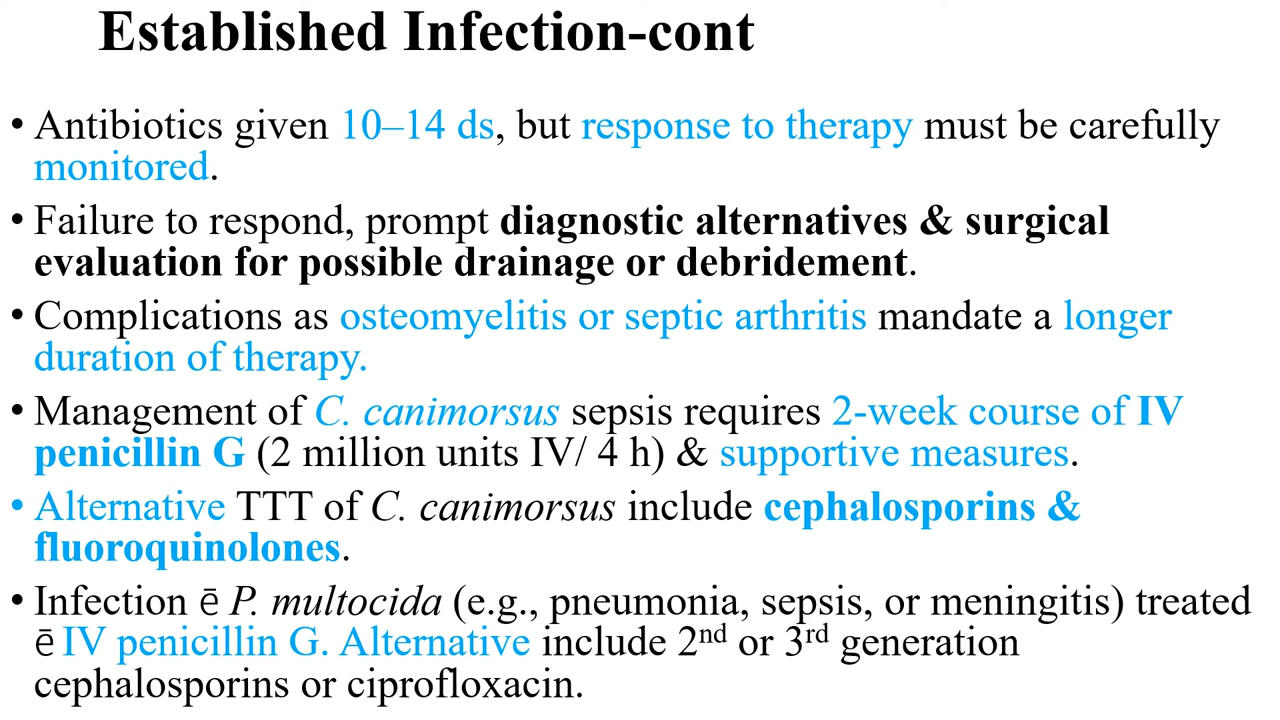 Established Infection-cont
• Antibiotics given 10–14 ds, but response to therapy must be carefully
monitored.
• Failure to respond, prompt diagnostic alternatives & surgical
evaluation for possible drainage or debridement.
• Complications as osteomyelitis or septic arthritis mandate a longer
duration of therapy.
• Management of C. canimorsus sepsis requires 2-week course of IV
penicillin G (2 million units IV/ 4 h) & supportive measures.
• Alternative TTT of C. canimorsus include cephalosporins &
fluoroquinolones.
• Infection ē P. multocida (e.g., pneumonia, sepsis, or meningitis) treated
ē IV penicillin G. Alternative include 2nd or 3rd generation
cephalosporins or ciprofloxacin.